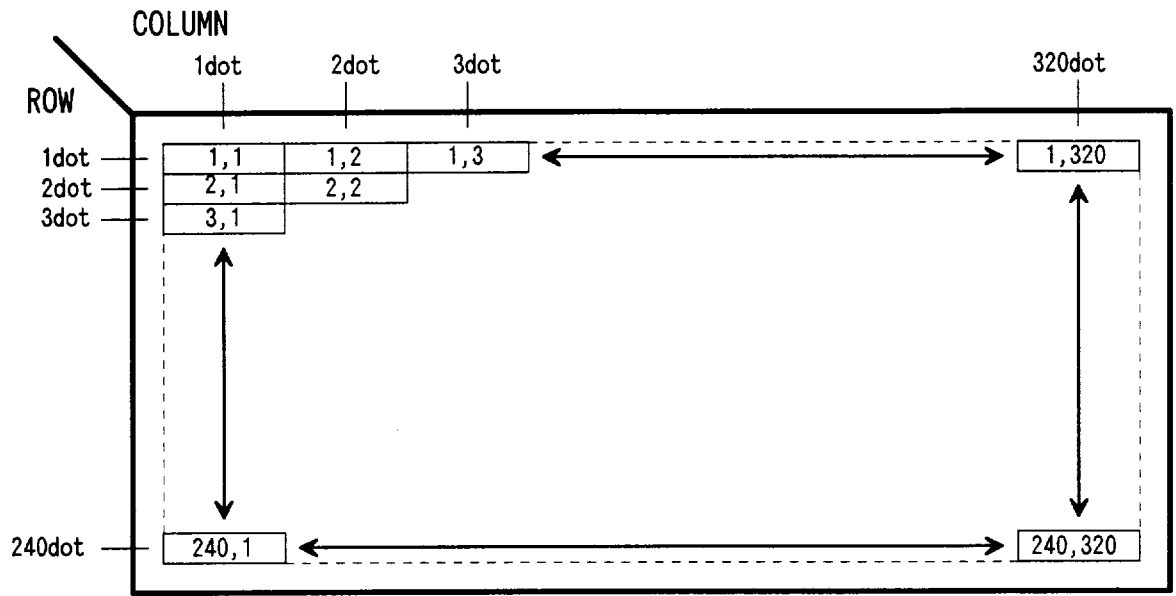 COLUMN
1dot 2dot 3dot 320dot
ROW
1dot 1,1 1,2 1,3 1,320
2dot 2,1 2,2
3dot 3,1
240dot 240,1 240,320